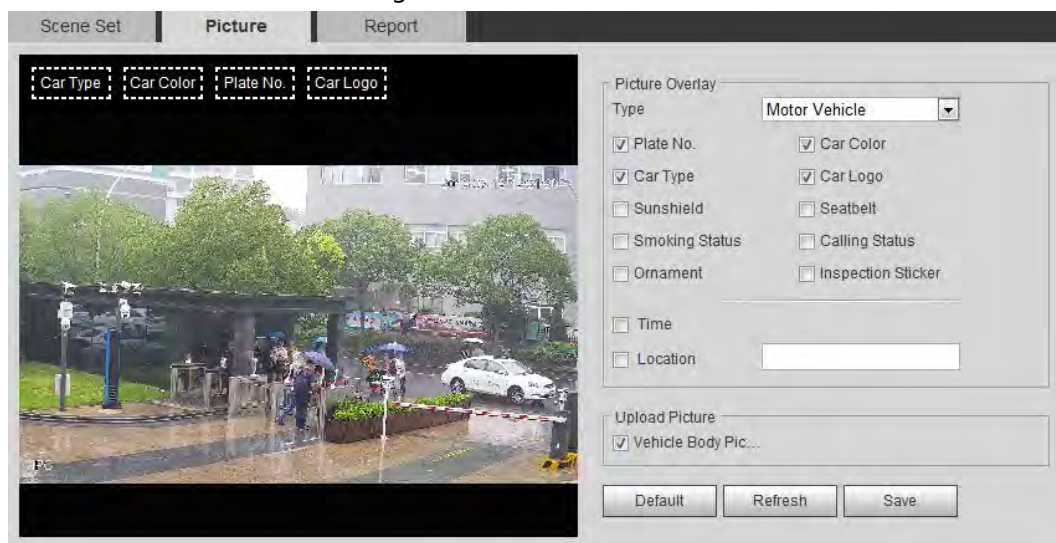 Scene Set Picture Report
Car Type Car Color Plate No. Car Logo
Picture Overlay
Type Motor Vehicle
Plate No. Car Color
Car Type Car Logo
Sunshield Seatbelt
Smoking Status Calling Status
Ornament Inspection Sticker
Time
Location
Upload Picture
Vehicle Body Pic...
Default Refresh Save